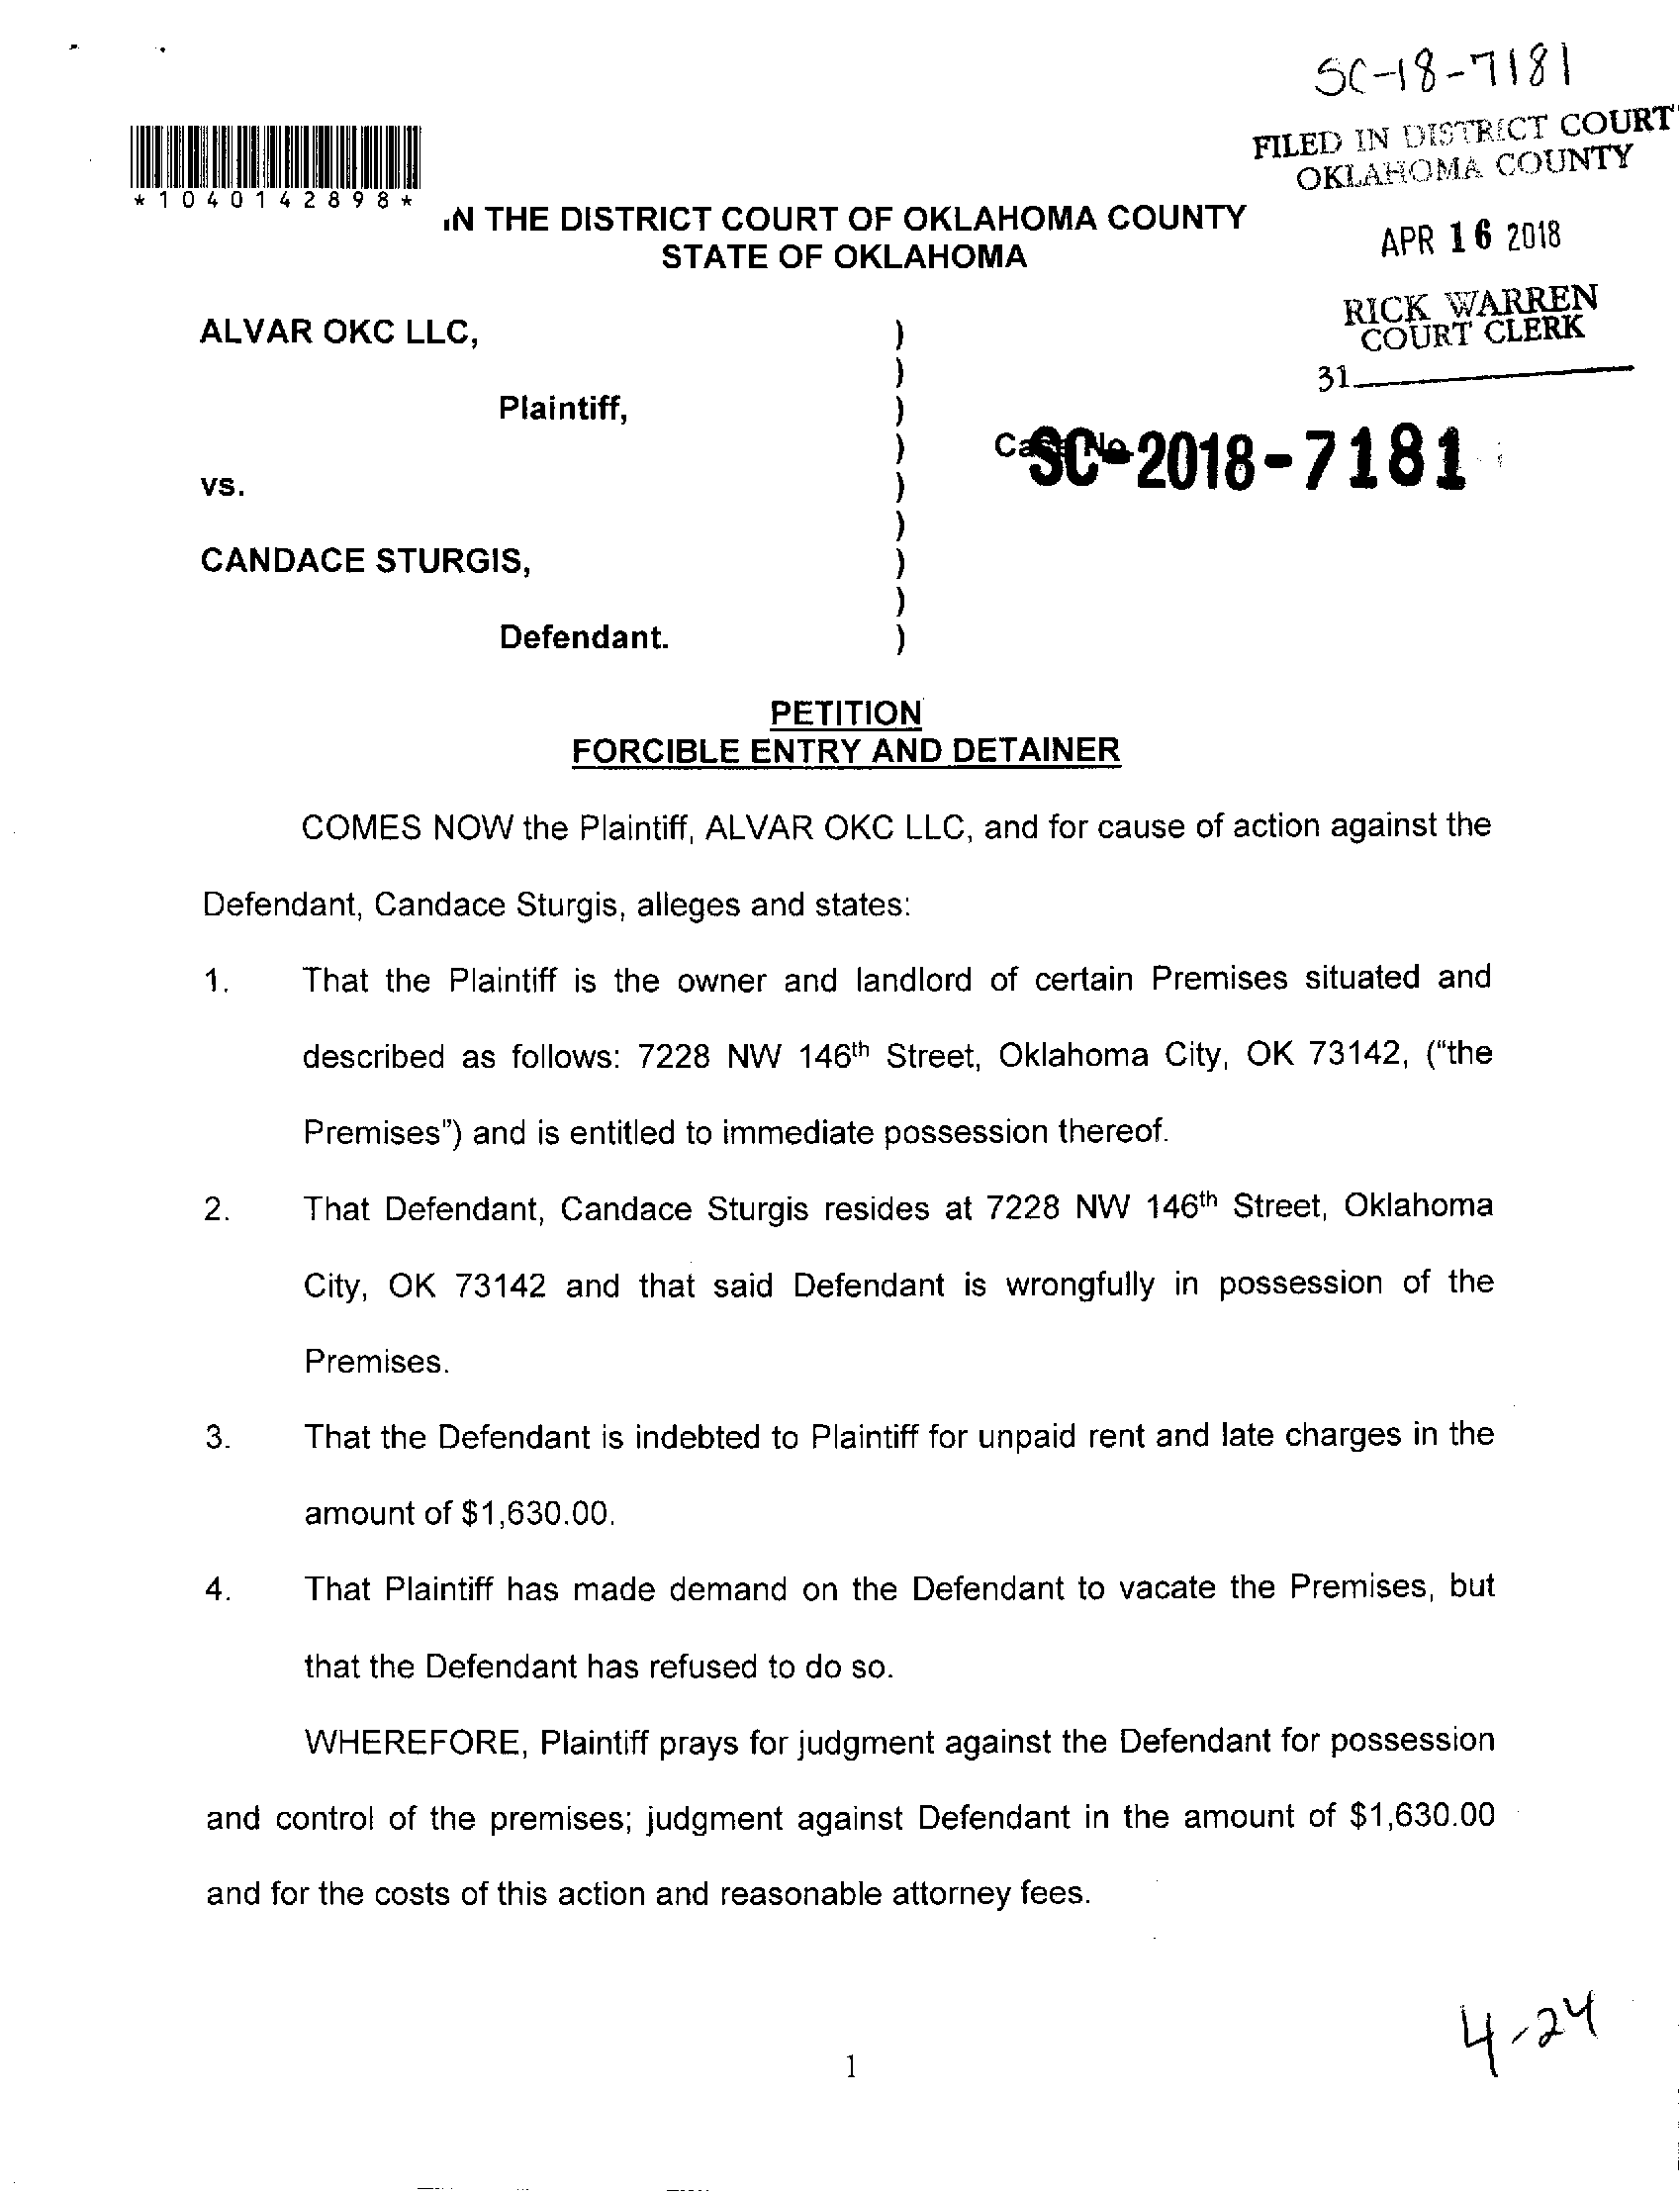 SC-18-7181
FILED IN DISTRICT COURT
OKLAHOMA COUNTY
*1040142898*
IN THE DISTRICT COURT OF OKLAHOMA COUNTY
STATE OF OKLAHOMA
APR 16 2018
RICK WARREN
COURT CLERK
31
ALVAR OKC LLC, )
)
Plaintiff, )
) Case No. SC-2018-7181
vs. )
)
CANDACE STURGIS, )
)
Defendant. )
PETITION
FORCIBLE ENTRY AND DETAINER
COMES NOW the Plaintiff, ALVAR OKC LLC, and for cause of action against the
Defendant, Candace Sturgis, alleges and states:
1. That the Plaintiff is the owner and landlord of certain Premises situated and
described as follows: 7228 NW 146th Street, Oklahoma City, OK 73142, ("the
Premises") and is entitled to immediate possession thereof.
2. That Defendant, Candace Sturgis resides at 7228 NW 146th Street, Oklahoma
City, OK 73142 and that said Defendant is wrongfully in possession of the
Premises.
3. That the Defendant is indebted to Plaintiff for unpaid rent and late charges in the
amount of $1,630.00.
4. That Plaintiff has made demand on the Defendant to vacate the Premises, but
that the Defendant has refused to do so.
WHEREFORE, Plaintiff prays for judgment against the Defendant for possession
and control of the premises; judgment against Defendant in the amount of $1,630.00
and for the costs of this action and reasonable attorney fees.
4-24
1